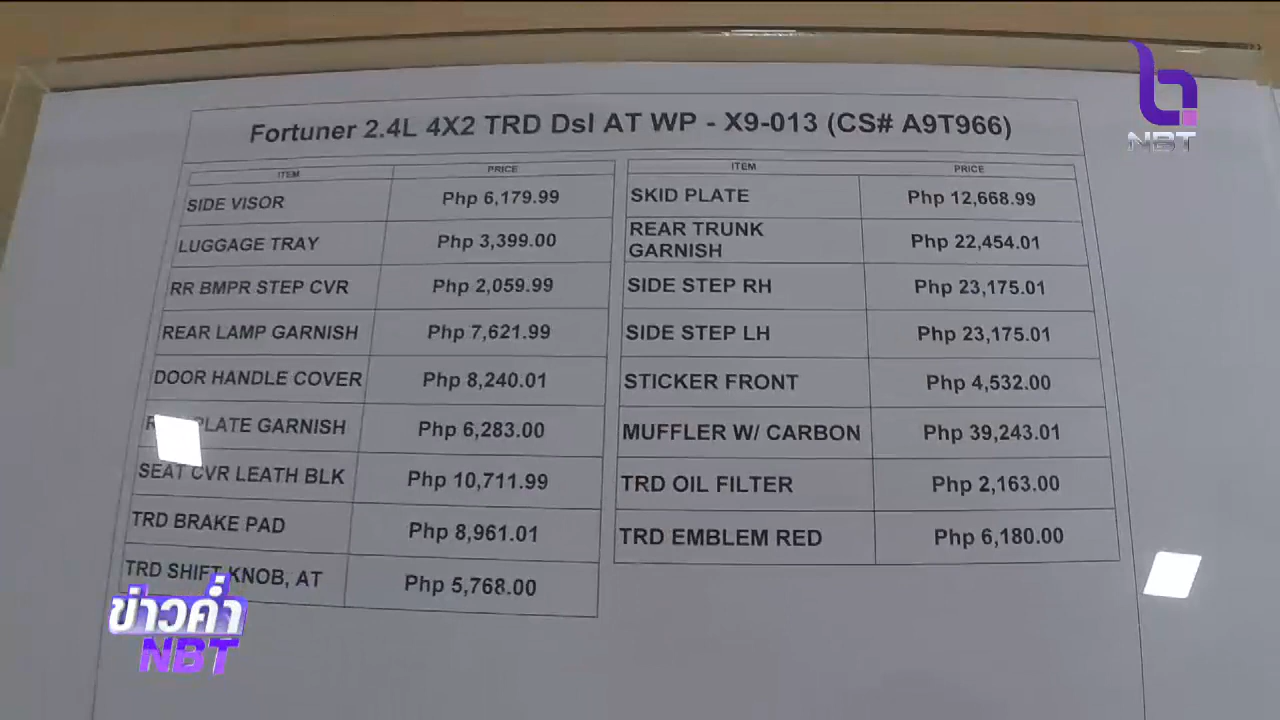 NBT
Fortuner 2.4L 4X2 TRD Dsl AT WP - X9-013 (CS# A9T966)
ITEM PRICE
SIDE VISOR Php 6,179.99
LUGGAGE TRAY Php 3,399.00
RR BMPR STEP CVR Php 2,059.99
REAR LAMP GARNISH Php 7,621.99
DOOR HANDLE COVER Php 8,240.01
PLATE GARNISH Php 6,283.00
SEAT CVR LEATH BLK Php 10,711.99
TRD BRAKE PAD Php 8,961.01
TRD SHIFT KNOB, AT Php 5,768.00
ITEM PRICE
SKID PLATE Php 12,668.99
REAR TRUNK
GARNISH Php 22,454.01
SIDE STEP RH Php 23,175.01
SIDE STEP LH Php 23,175.01
STICKER FRONT Php 4,532.00
MUFFLER W/ CARBON Php 39,243.01
TRD OIL FILTER Php 2,163.00
TRD EMBLEM RED Php 6,180.00
ข่าวค่ำ
NBT